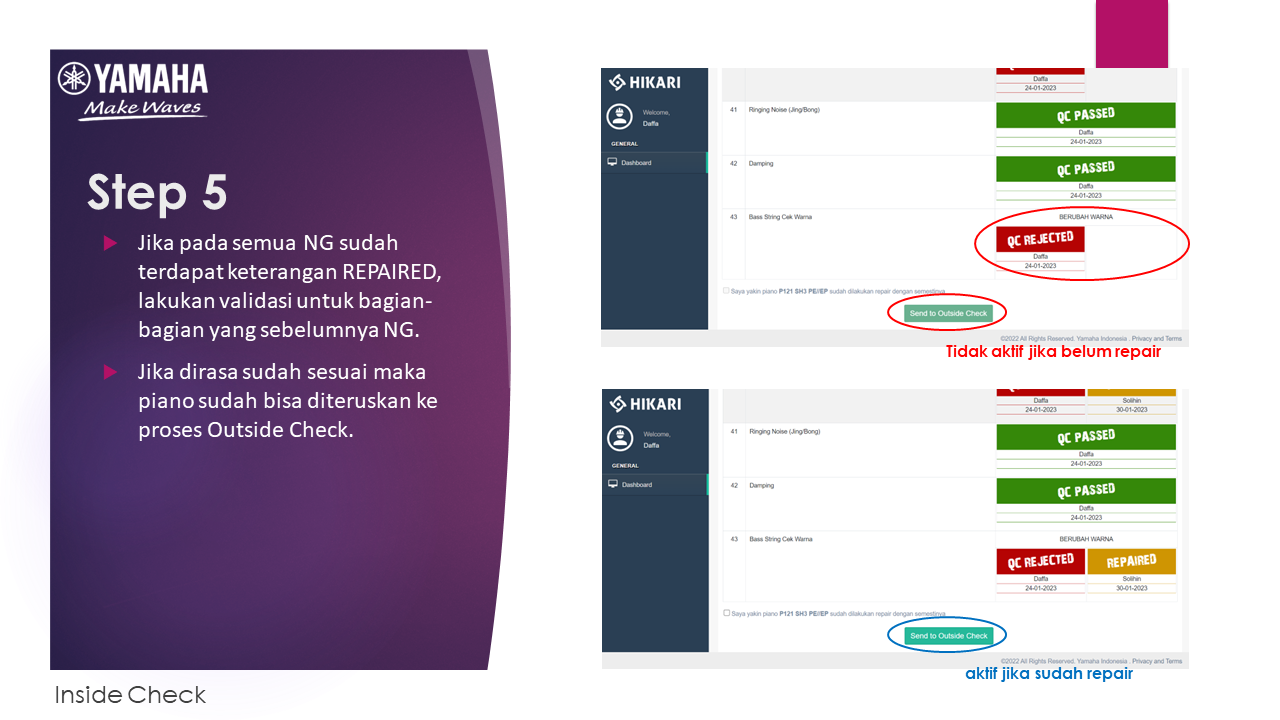 YAMAHA
Make Waves
Step 5
Jika pada semua NG sudah
terdapat keterangan REPAIRED,
lakukan validasi untuk bagian-
bagian yang sebelumnya NG.
Jika dirasa sudah sesuai maka
piano sudah bisa diteruskan ke
proses Outside Check.
Inside Check
HIKARI
Welcome,
Daffa
GENERAL
Dashboard
Daffa
24-01-2023
41 Ringing Noise (Jing/Bong) QC PASSED
Daffa
24-01-2023
42 Damping QC PASSED
Daffa
24-01-2023
43 Bass String Cek Warna BERUBAH WARNA
QC REJECTED
Daffa
24-01-2023
Saya yakin piano P121 SH3 PE//EP sudah dilakukan repair dengan semestinya
Send to Outside Check
©2022 All Rights Reserved. Yamaha Indonesia . Privacy and Terms
Tidak aktif jika belum repair
HIKARI
Welcome,
Daffa
GENERAL
Dashboard
Daffa Solihin
24-01-2023 30-01-2023
41 Ringing Noise (Jing/Bong) QC PASSED
Daffa
24-01-2023
42 Damping QC PASSED
Daffa
24-01-2023
43 Bass String Cek Warna BERUBAH WARNA
QC REJECTED REPAIRED
Daffa Solihin
24-01-2023 30-01-2023
Saya yakin piano P121 SH3 PE//EP sudah dilakukan repair dengan semestinya
Send to Outside Check
©2022 All Rights Reserved. Yamaha Indonesia . Privacy and Terms
aktif jika sudah repair